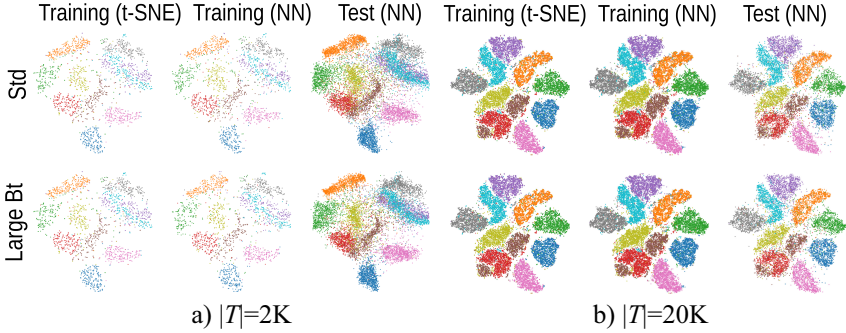 Training (t-SNE) Training (NN) Test (NN) Training (t-SNE) Training (NN) Test (NN)
Std
Large Bt
a) |T|=2K b) |T|=20K